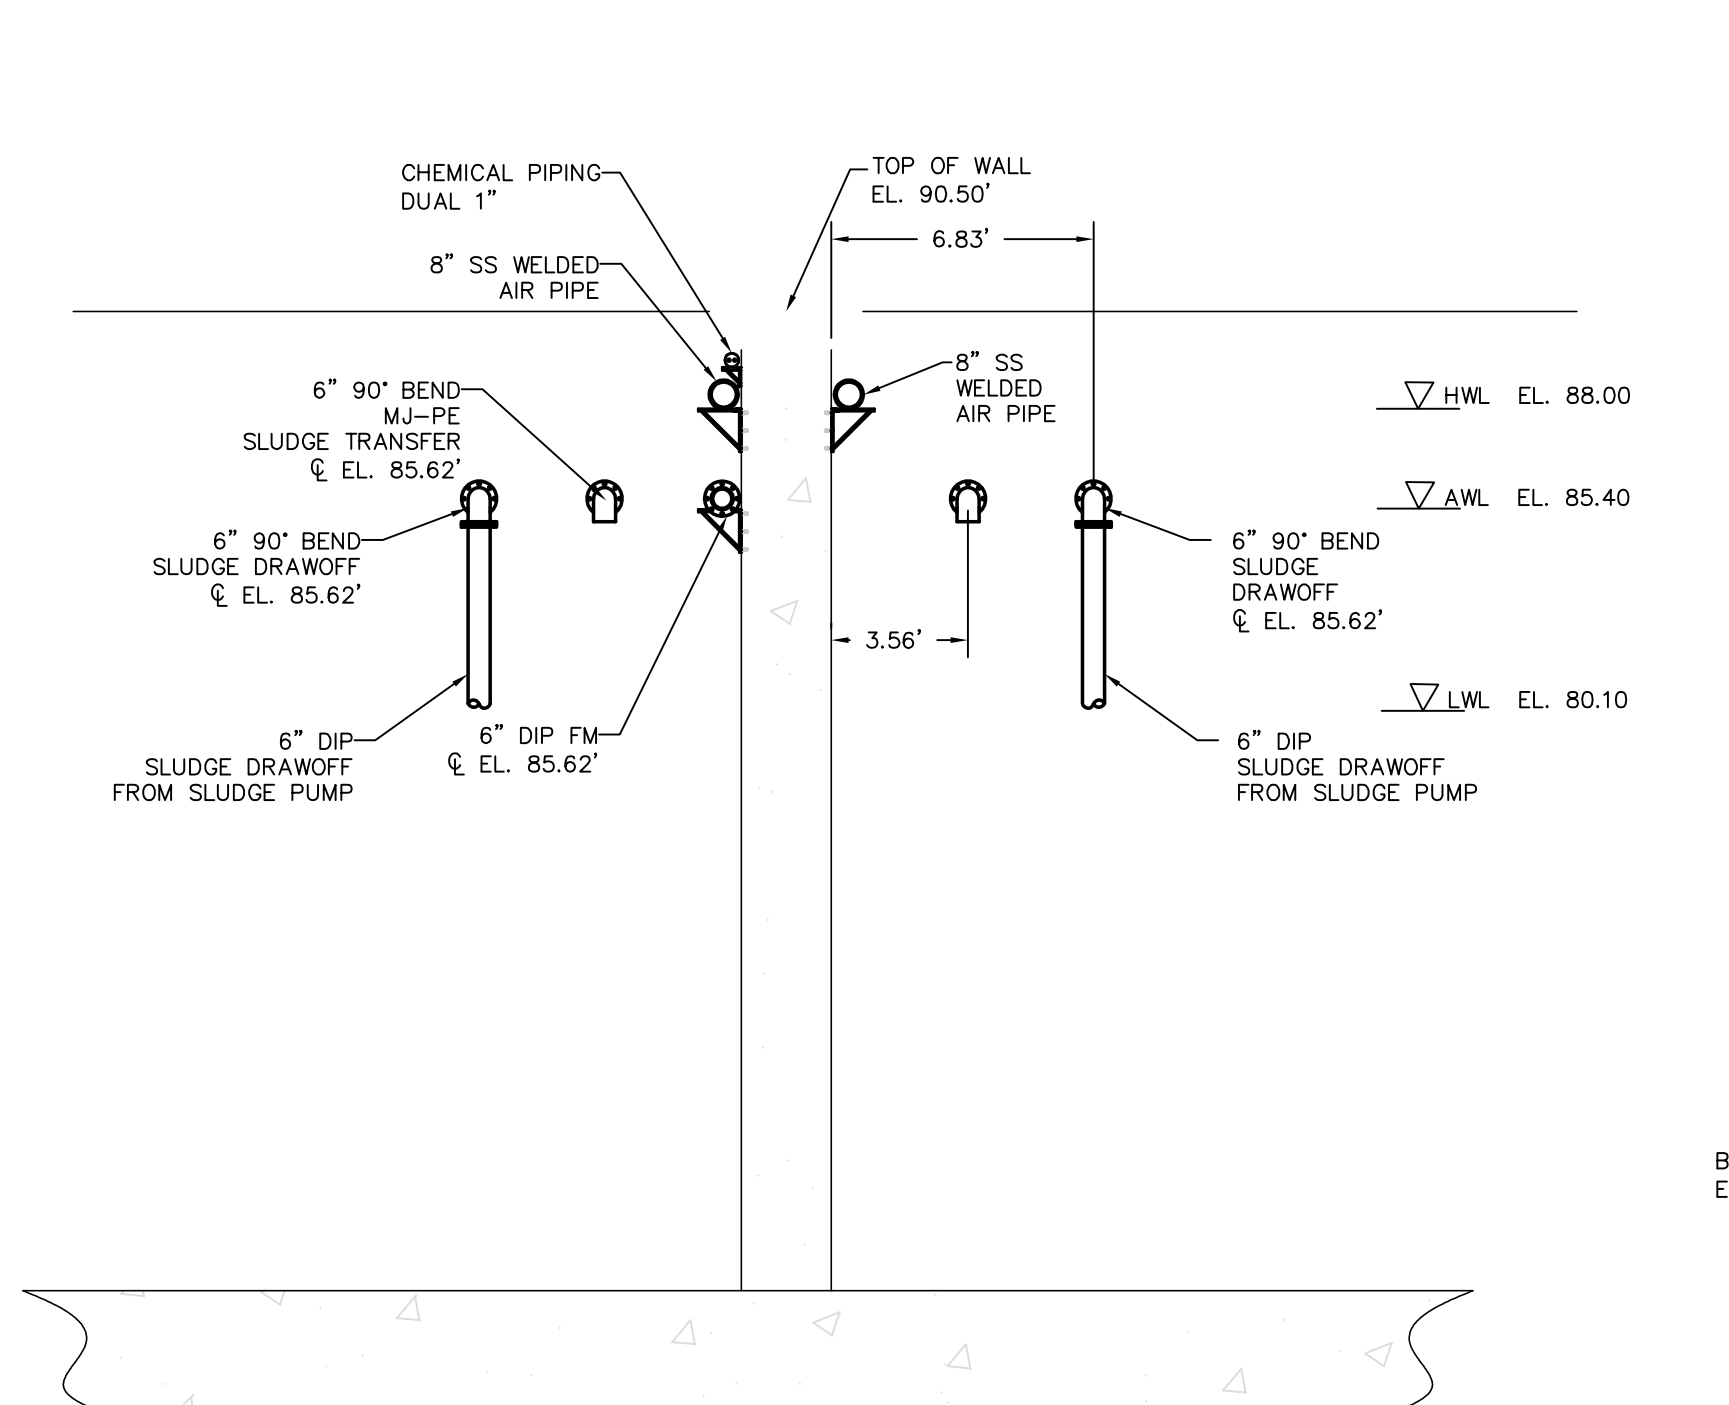 CHEMICAL PIPING
DUAL 1”
TOP OF WALL
EL. 90.50’
6.83’
8” SS WELDED
AIR PIPE
8” SS
WELDED
AIR PIPE
6” 90° BEND
MJ-PE
SLUDGE TRANSFER
℄ EL. 85.62’
HWL EL. 88.00
AWL EL. 85.40
6” 90° BEND
SLUDGE DRAWOFF
℄ EL. 85.62’
6” 90° BEND
SLUDGE
DRAWOFF
℄ EL. 85.62’
3.56’
LWL EL. 80.10
6” DIP
SLUDGE DRAWOFF
FROM SLUDGE PUMP
6” DIP FM
℄ EL. 85.62’
6” DIP
SLUDGE DRAWOFF
FROM SLUDGE PUMP
B
E